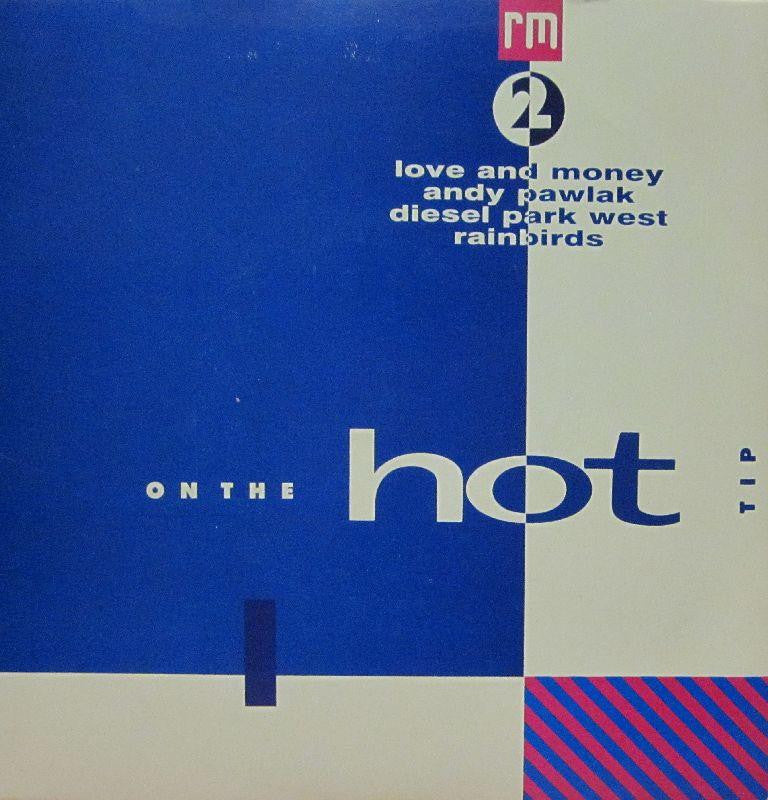 rm
2
love and money
andy pawlak
diesel park west
rainbirds
ON THE hot TIP